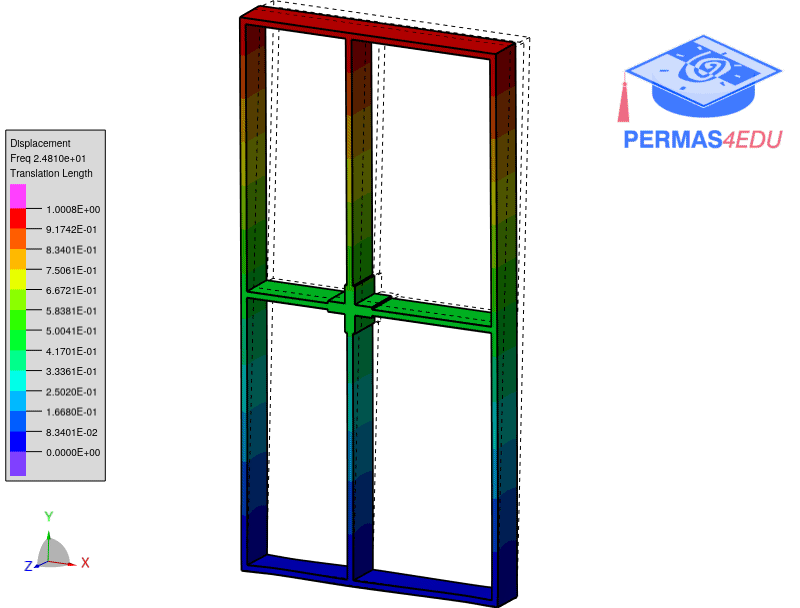 Displacement
Freq 2.4810e+01
Translation Length
1.0008E+00
9.1742E-01
8.3401E-01
7.5061E-01
6.6721E-01
5.8381E-01
5.0041E-01
4.1701E-01
3.3361E-01
2.5020E-01
1.6680E-01
8.3401E-02
0.0000E+00
PERMAS4EDU
Y
Z
X